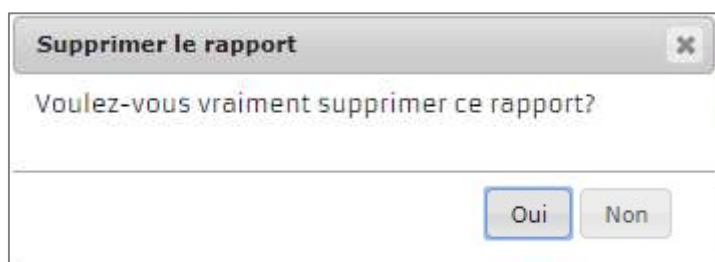 Supprimer le rapport
Voulez-vous vraiment supprimer ce rapport?
Oui Non